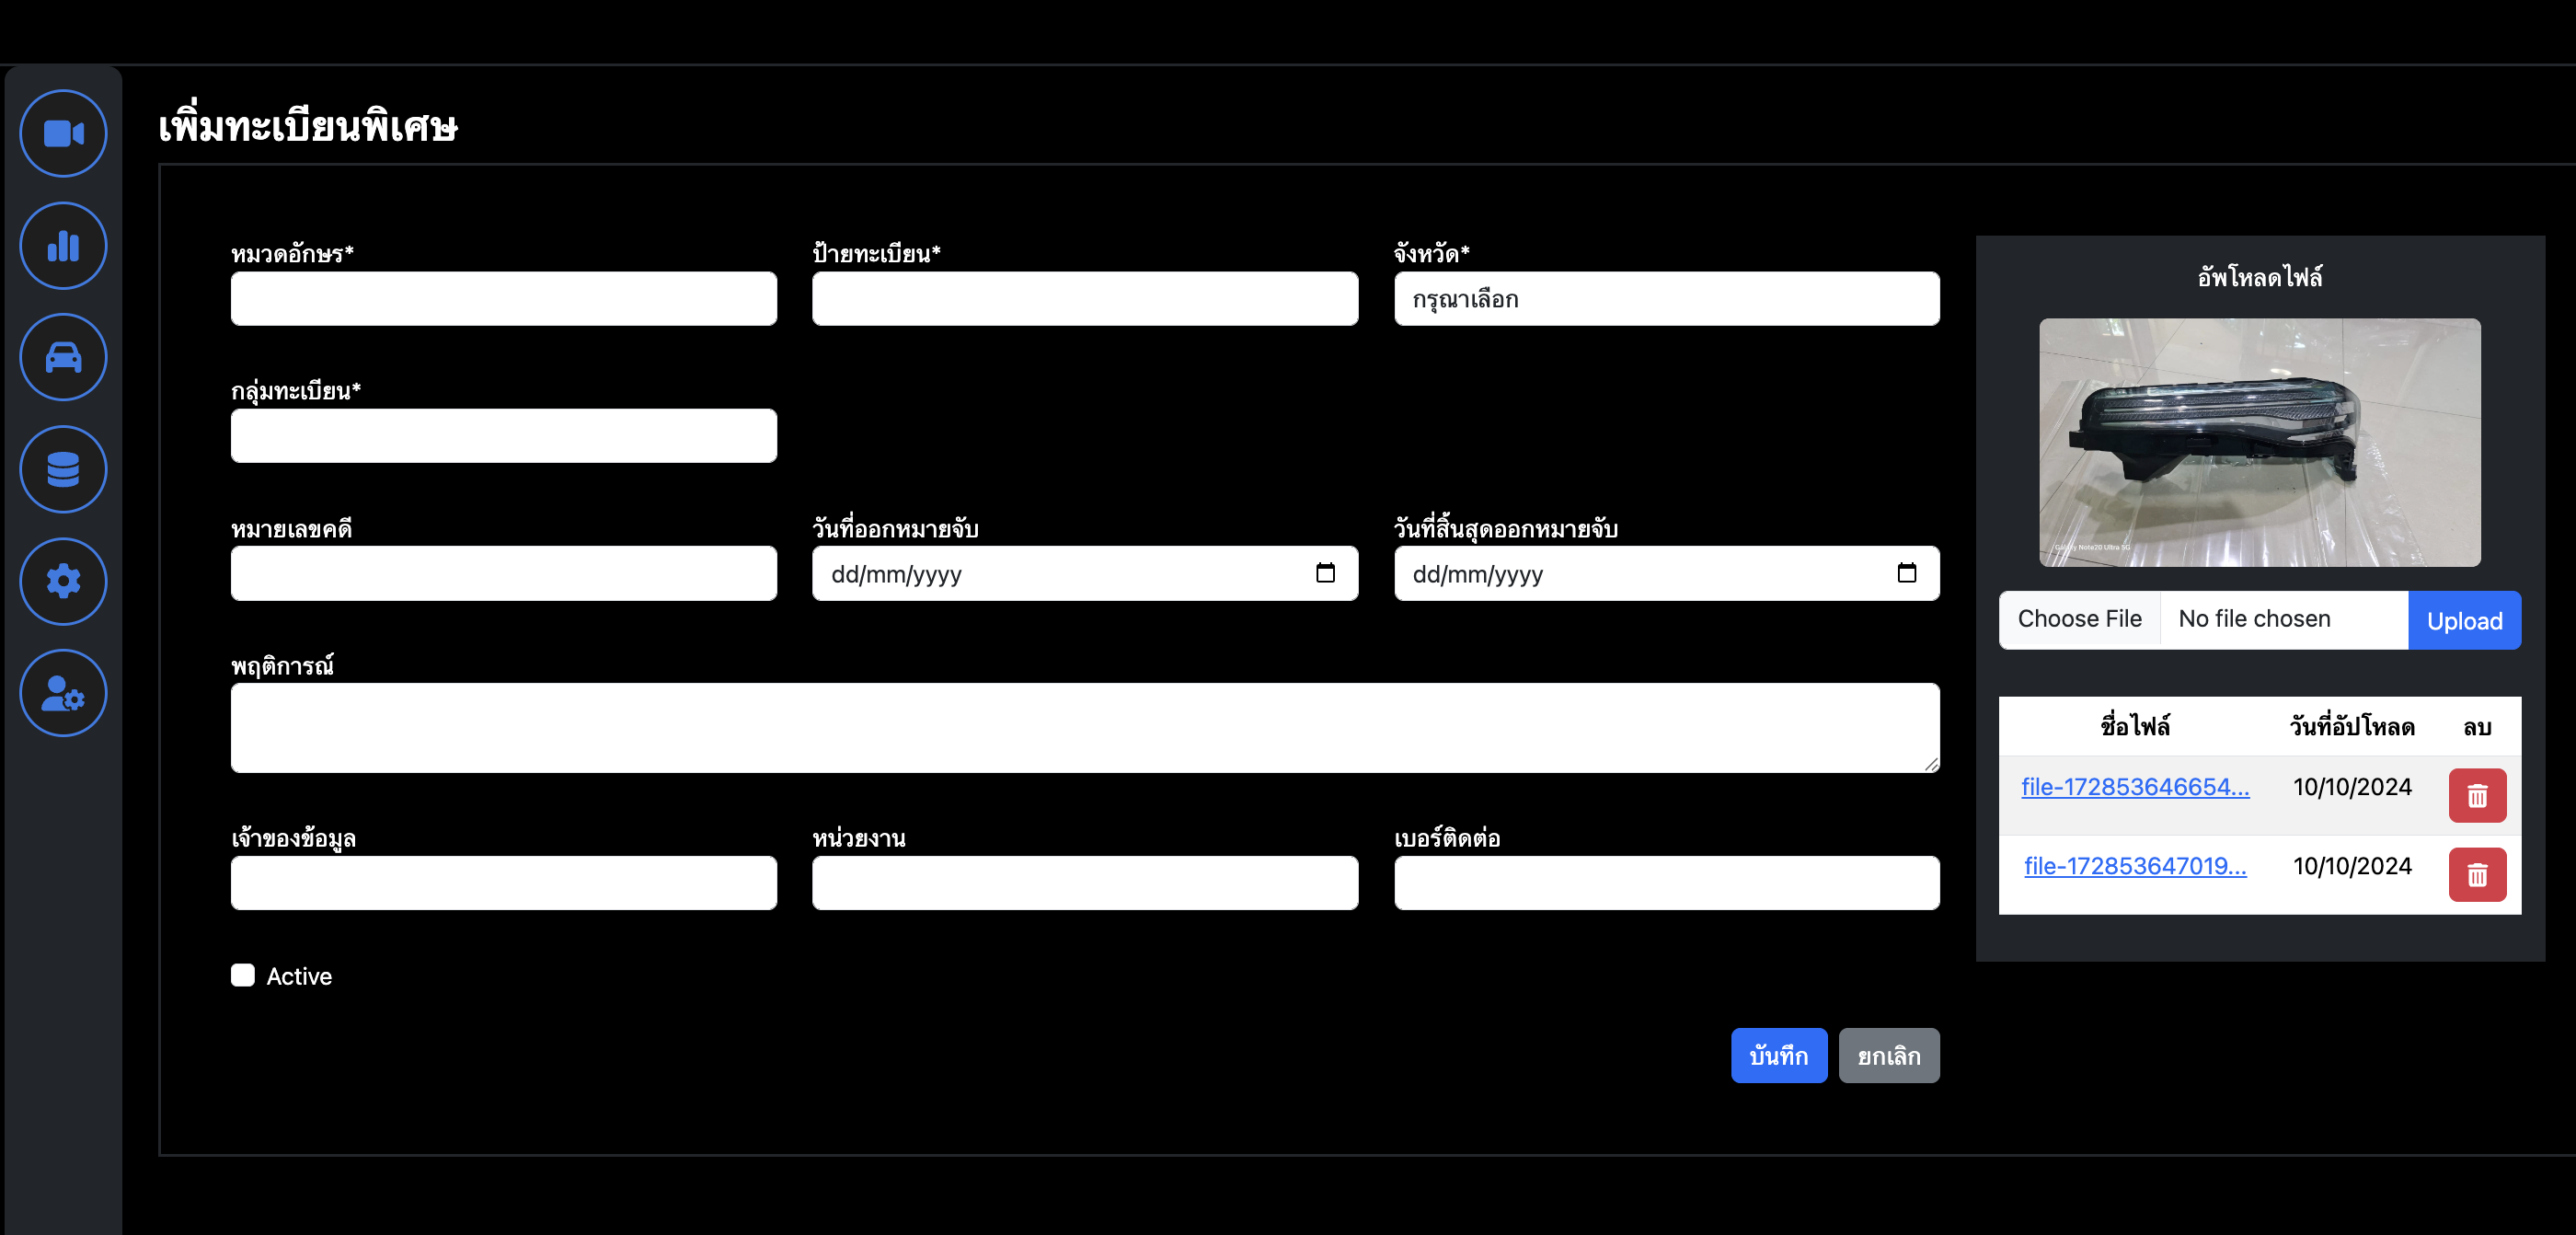 เพิ่มทะเบียนพิเศษ
หมวดอักษร*
ป้ายทะเบียน*
จังหวัด*
กรุณาเลือก
กลุ่มทะเบียน*
หมายเลขคดี
วันที่ออกหมายจับ
วันที่สิ้นสุดออกหมายจับ
dd/mm/yyyy
dd/mm/yyyy
พฤติการณ์
เจ้าของข้อมูล
หน่วยงาน
เบอร์ติดต่อ
Active
บันทึก
ยกเลิก
อัพโหลดไฟล์
Galaxy Note20 Ultra 5G
Choose File No file chosen Upload
ชื่อไฟล์ วันที่อัปโหลด ลบ
file-172853646654... 10/10/2024
file-172853647019... 10/10/2024